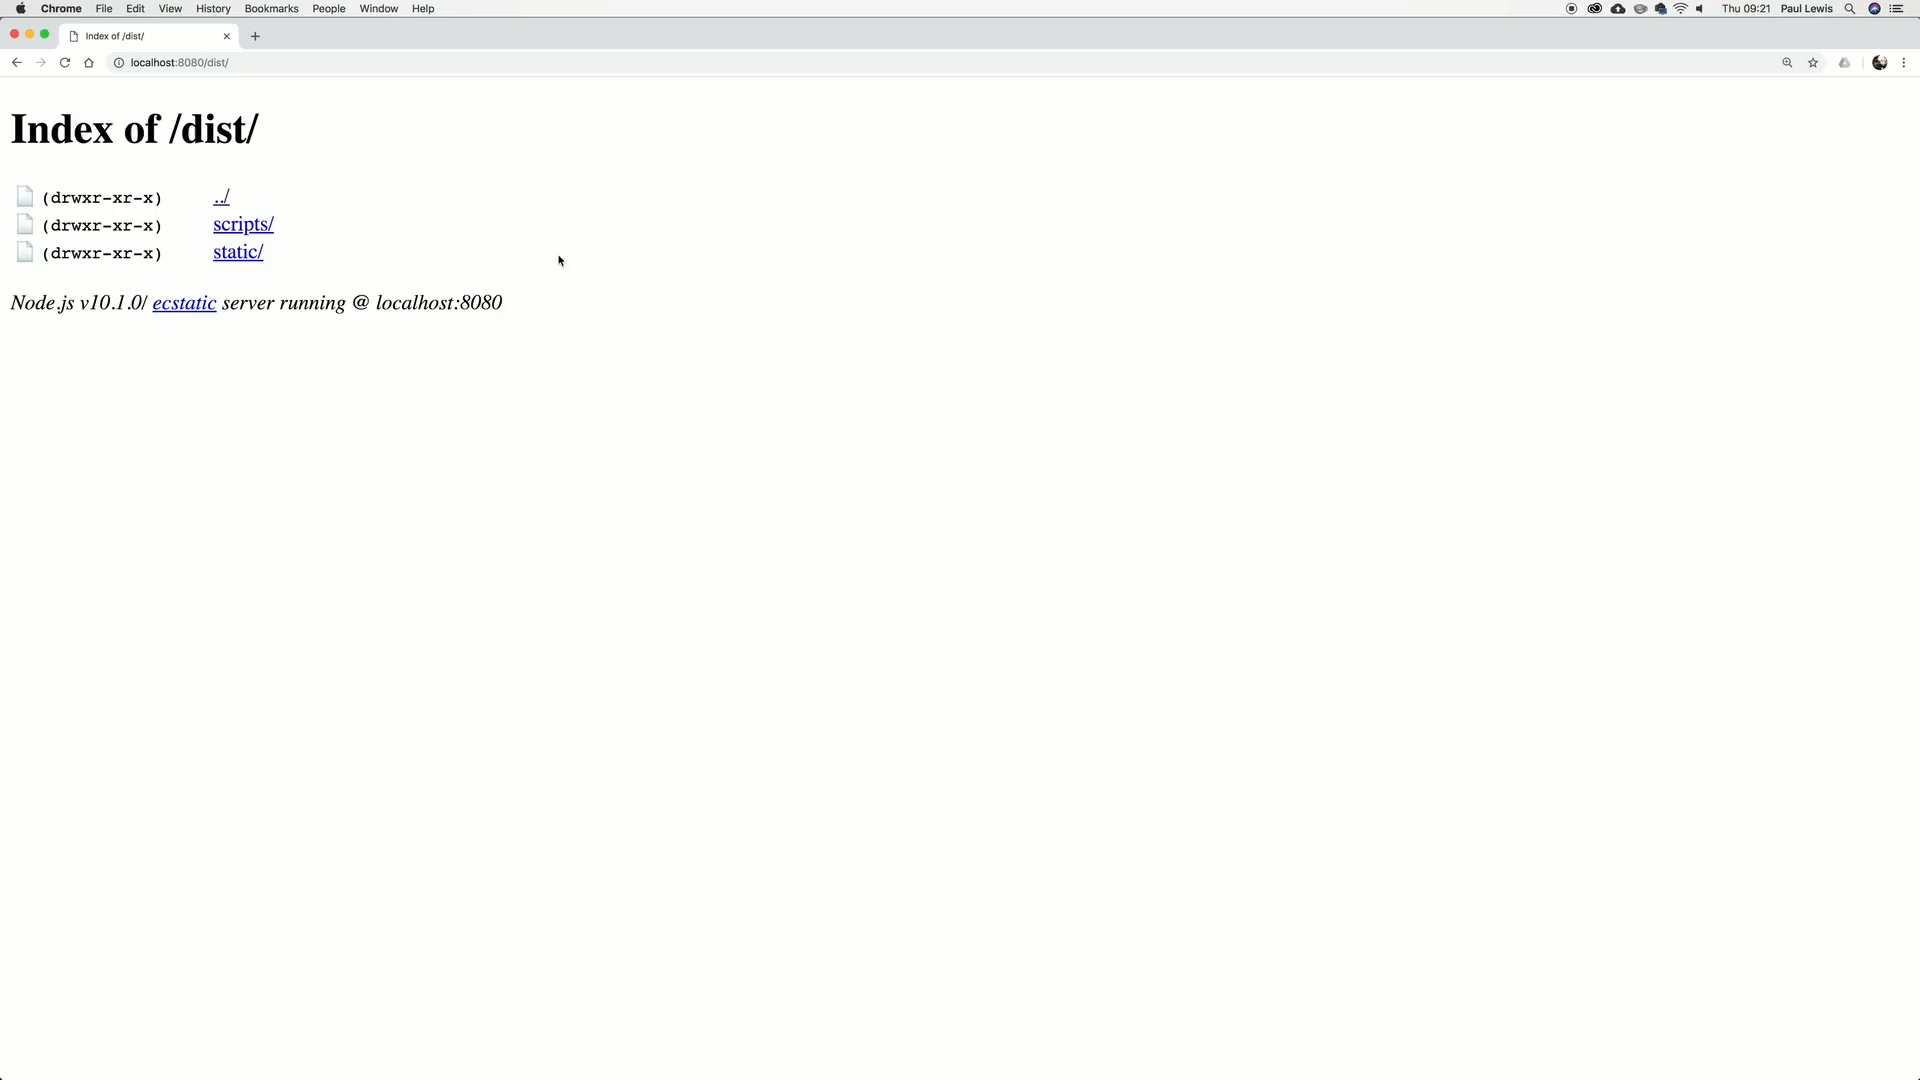 Chrome File Edit View History Bookmarks People Window Help Thu 09:21 Paul Lewis
Index of /dist/
localhost:8080/dist/
Index of /dist/
(drwxr-xr-x) ../
(drwxr-xr-x) scripts/
(drwxr-xr-x) static/
Node.js v10.1.0/ ecstatic server running @ localhost:8080